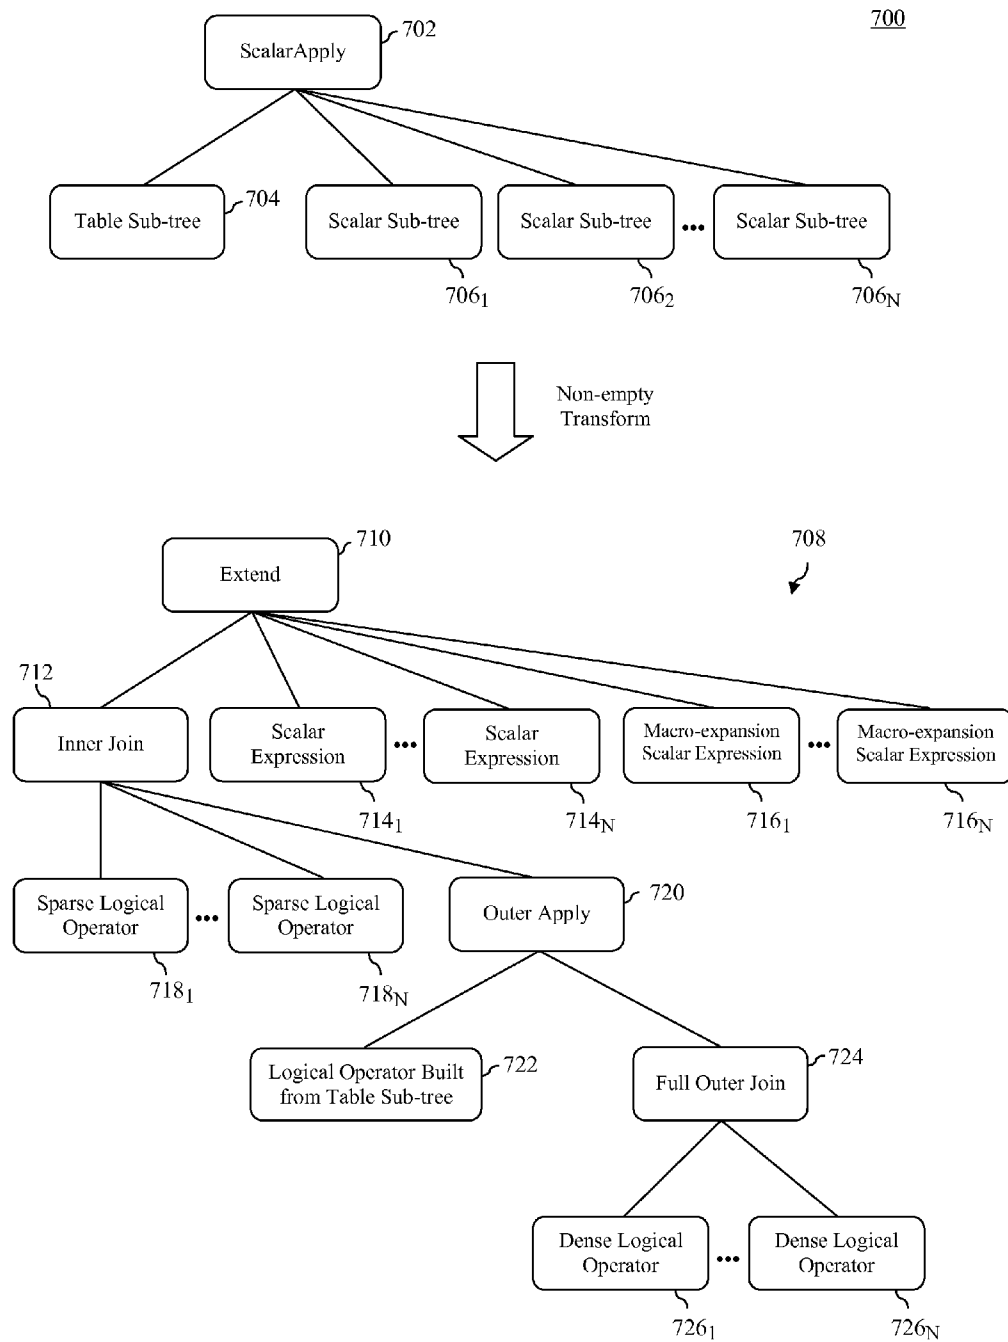 700
702
ScalarApply
Table Sub-tree
704
Scalar Sub-tree
Scalar Sub-tree
•••
Scalar Sub-tree
706₁
706₂
706N
Non-empty
Transform
710
708
Extend
712
Inner Join
Scalar
Expression
•••
Scalar
Expression
Macro-expansion
Scalar Expression
•••
Macro-expansion
Scalar Expression
714₁
714N
716₁
716N
Sparse Logical
Operator
•••
Sparse Logical
Operator
Outer Apply
720
718₁
718N
Logical Operator Built
from Table Sub-tree
722
Full Outer Join
724
Dense Logical
Operator
•••
Dense Logical
Operator
726₁
726N